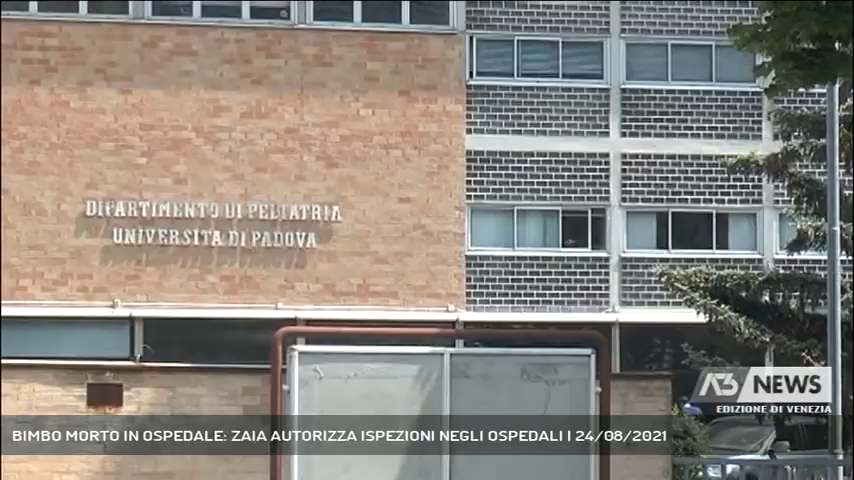 DIPARTIMENTO DI PEDIATRIA
UNIVERSITA DI PADOVA
A3 NEWS
EDIZIONE DI VENEZIA
BIMBO MORTO IN OSPEDALE: ZAIA AUTORIZZA ISPEZIONI NEGLI OSPEDALI | 24/08/2021